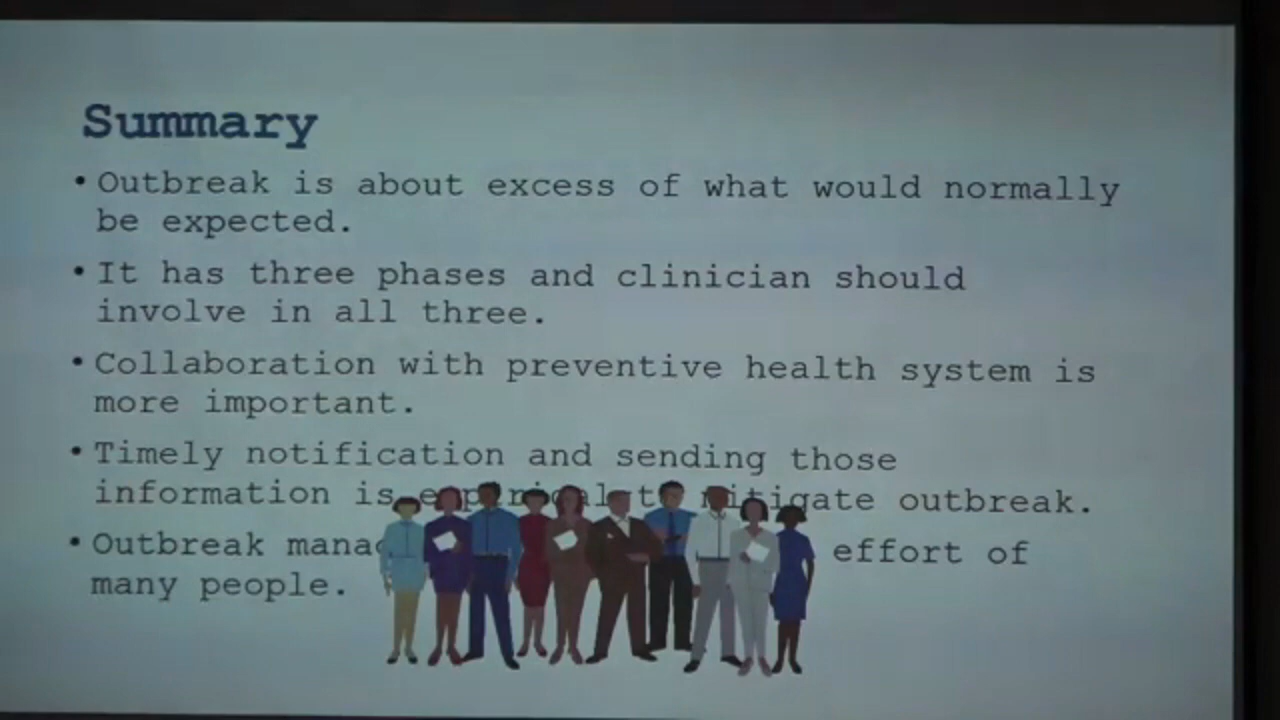 Summary
• Outbreak is about excess of what would normally
be expected.
• It has three phases and clinician should
involve in all three.
• Collaboration with preventive health system is
more important.
• Timely notification and sending those
information is empirical to mitigate outbreak.
• Outbreak effort of
many people.